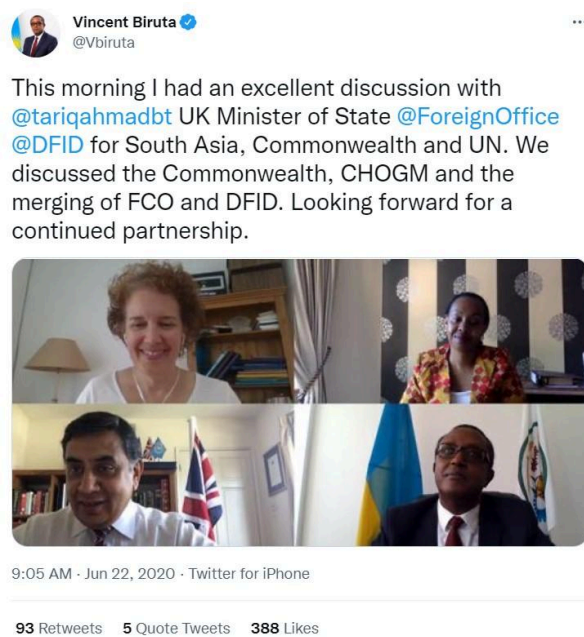 Vincent Biruta
@Vbiruta
This morning I had an excellent discussion with
@tariqahmadbt UK Minister of State @ForeignOffice
@DFID for South Asia, Commonwealth and UN. We
discussed the Commonwealth, CHOGM and the
merging of FCO and DFID. Looking forward for a
continued partnership.
9:05 AM · Jun 22, 2020 · Twitter for iPhone
93 Retweets 5 Quote Tweets 388 Likes